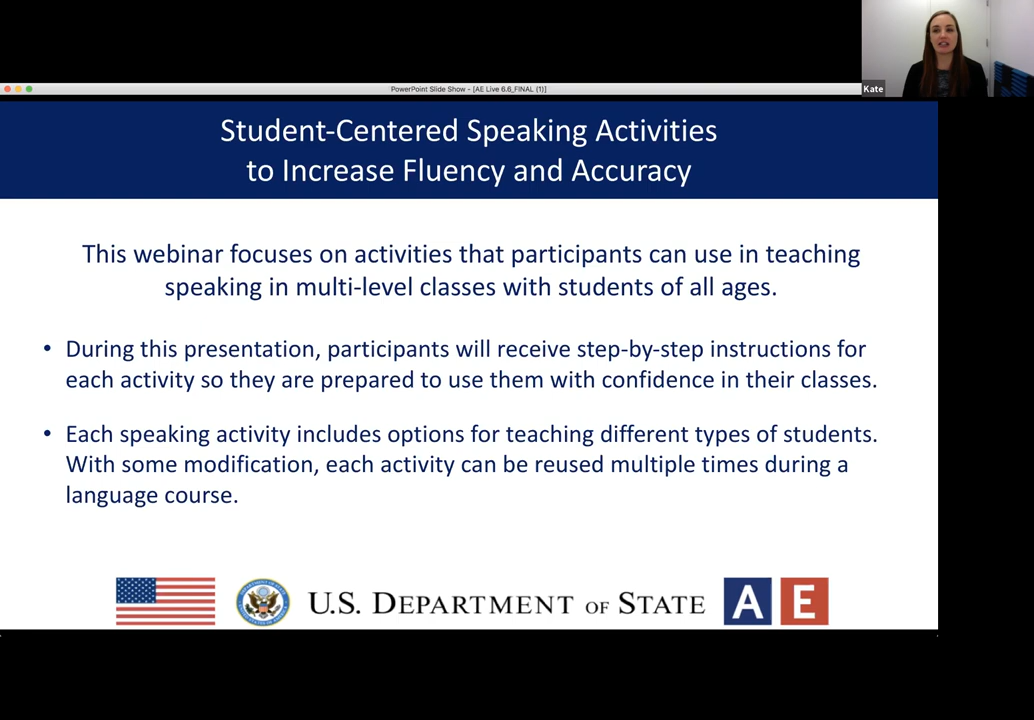 Kate
PowerPoint Slide Show - [AE Live 6.6_FINAL (1)]
Student-Centered Speaking Activities
to Increase Fluency and Accuracy
This webinar focuses on activities that participants can use in teaching
speaking in multi-level classes with students of all ages.
• During this presentation, participants will receive step-by-step instructions for
each activity so they are prepared to use them with confidence in their classes.
• Each speaking activity includes options for teaching different types of students.
With some modification, each activity can be reused multiple times during a
language course.
U.S. DEPARTMENT OF STATE
A E